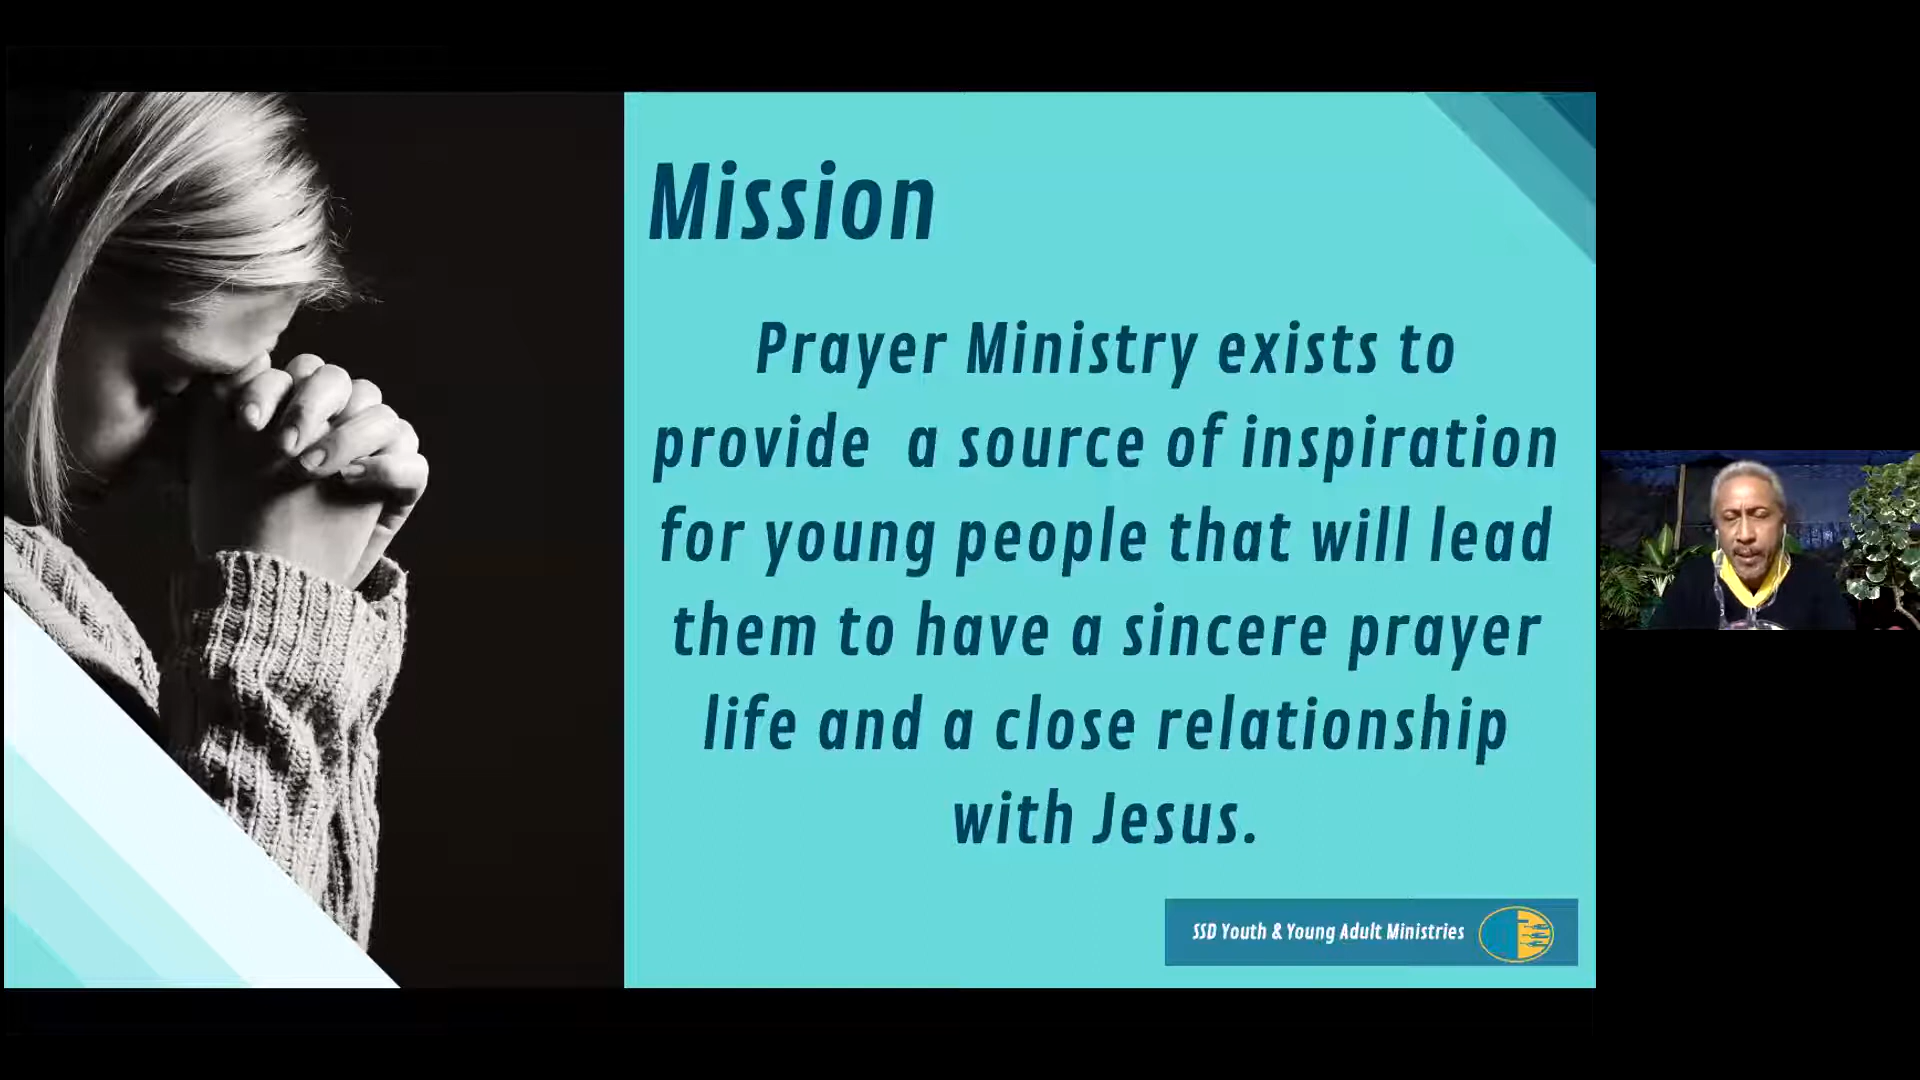 Mission
Prayer Ministry exists to
provide a source of inspiration
for young people that will lead
them to have a sincere prayer
life and a close relationship
with Jesus.
SSD Youth & Young Adult Ministries